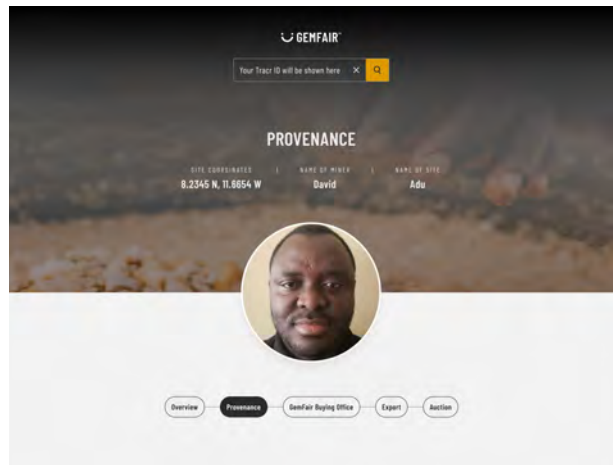 GEMFAIR™
Your Tracr ID will be shown here ✕
PROVENANCE
SITE COORDINATES | NAME OF MINER | NAME OF SITE
8.2345 N, 11.6654 W David Adu
Overview Provenance GemFair Buying Office Expert Auction